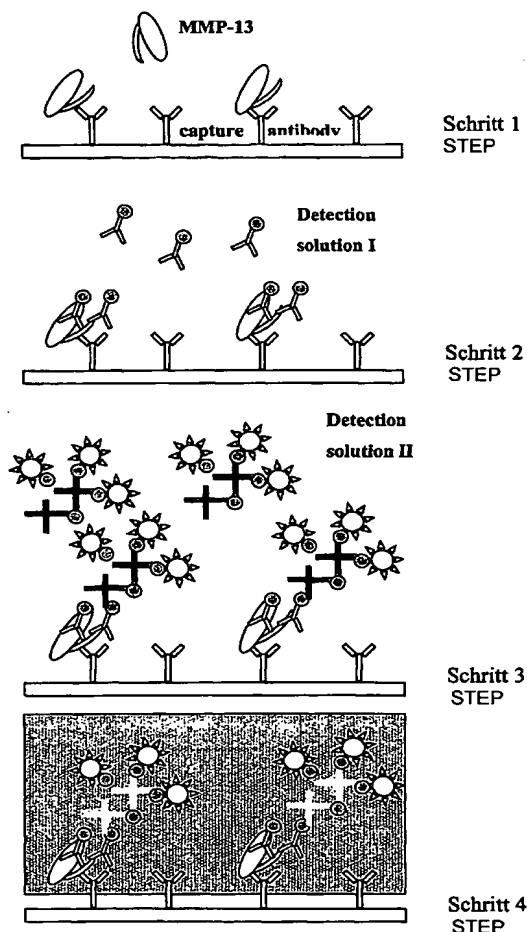 MMP-13
capture antibody
Schritt 1
STEP
Detection
solution I
Schritt 2
STEP
Detection
solution II
Schritt 3
STEP
Schritt 4
STEP